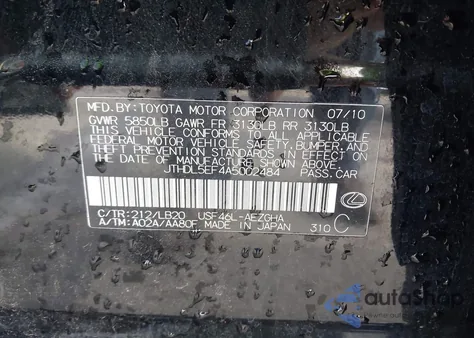 MFD.BY:TOYOTA MOTOR CORPORATION 07/10
GVWR 5850LB GAWR FR 3130LB RR 3130LB
THIS VEHICLE CONFORMS TO ALL APPLICABLE
FEDERAL MOTOR VEHICLE SAFETY, BUMPER, AND
THEFT PREVENTION STANDARDS IN EFFECT ON
THE DATE OF MANUFACTURE SHOWN ABOVE.
JTHDL5EF4A5002484 PASS.CAR
C/TR:212/LB20 USF46L-AEZGHA
A/TM:A02A/AA80F MADE IN JAPAN 310 C
autoShop